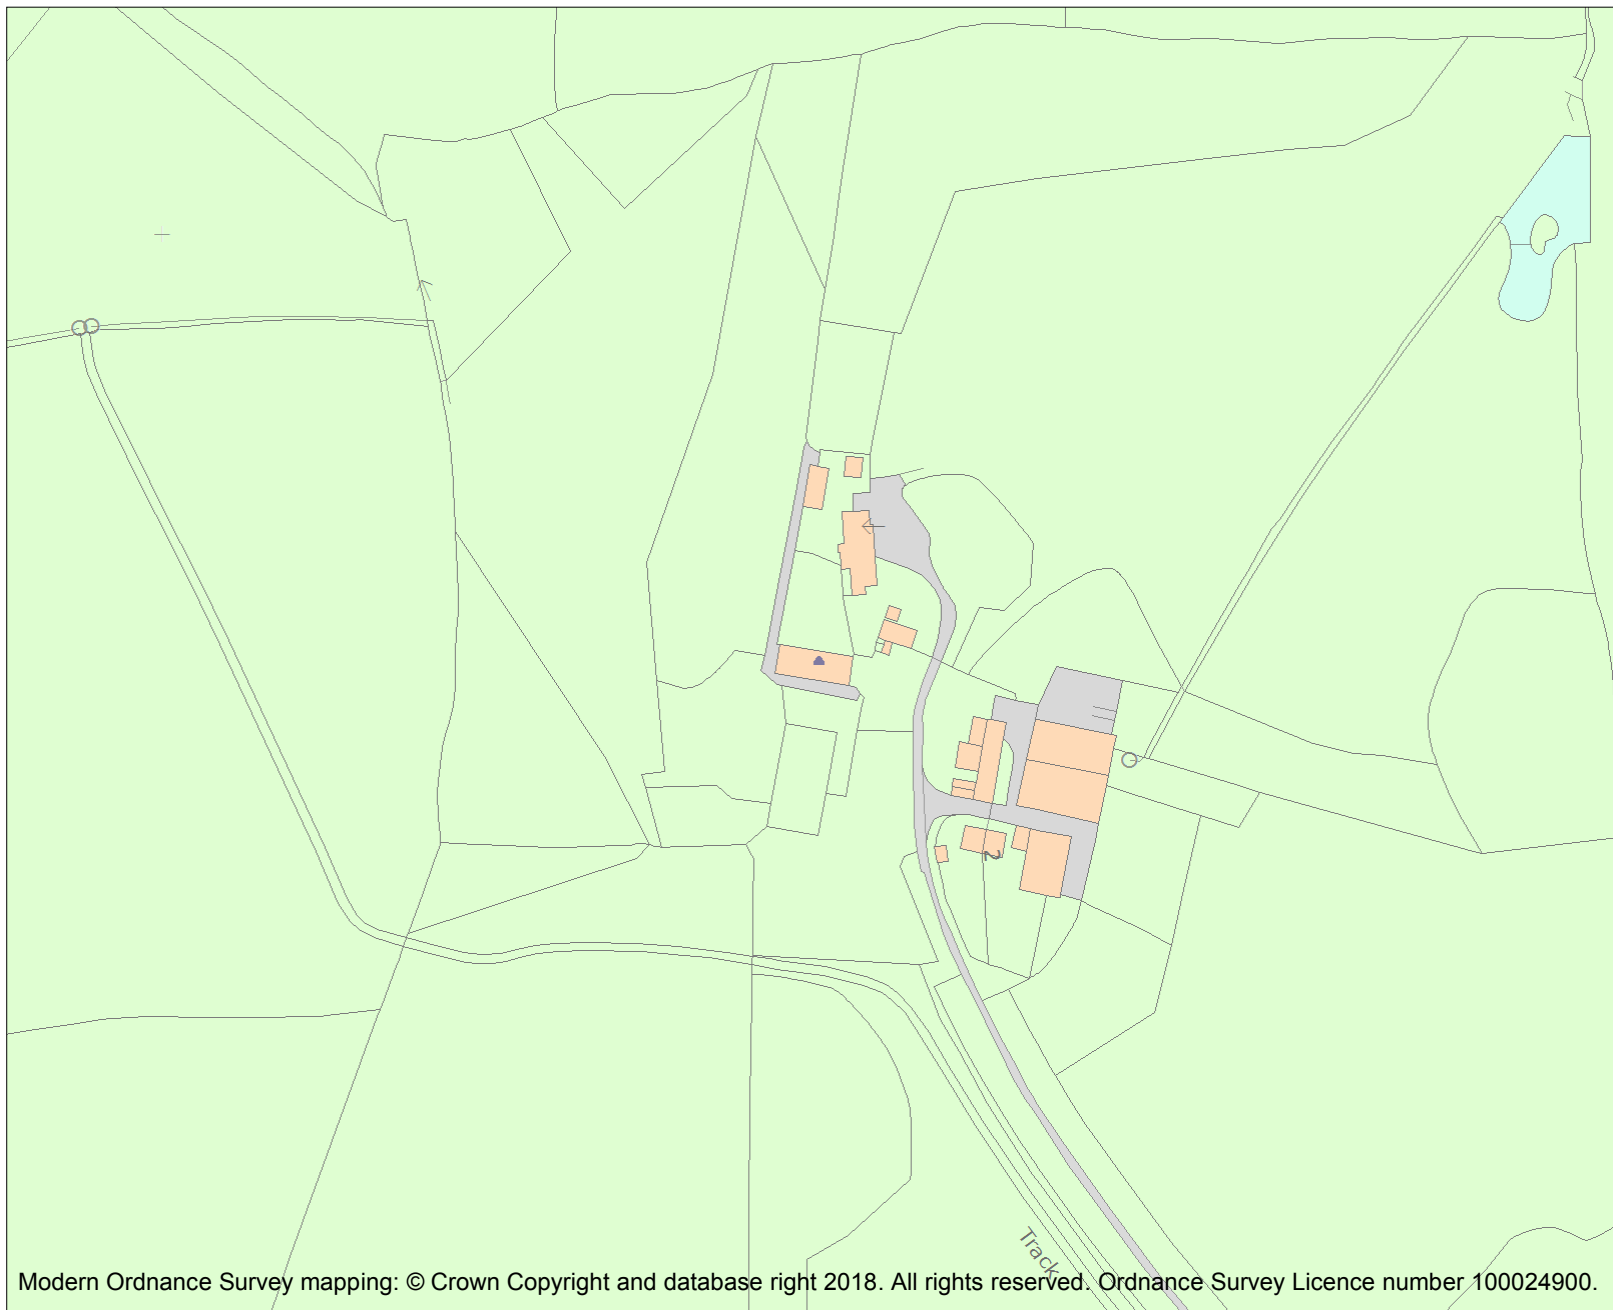 2
Track
Modern Ordnance Survey mapping: © Crown Copyright and database right 2018. All rights reserved. Ordnance Survey Licence number 100024900.